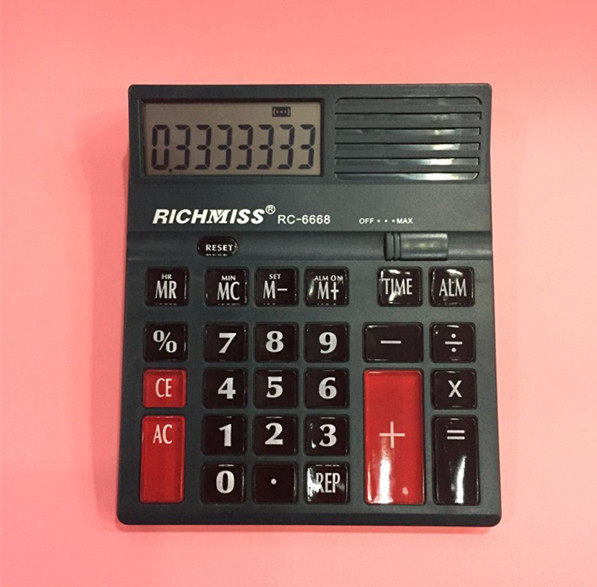 0.3333333
RICHMISS® RC-6668 OFF • • • MAX
RESET
HR MIN SET ALM ON
MR MC M− M+ TIME ALM
% 7 8 9 − ÷
CE 4 5 6 X
AC 1 2 3 + =
0 · REP